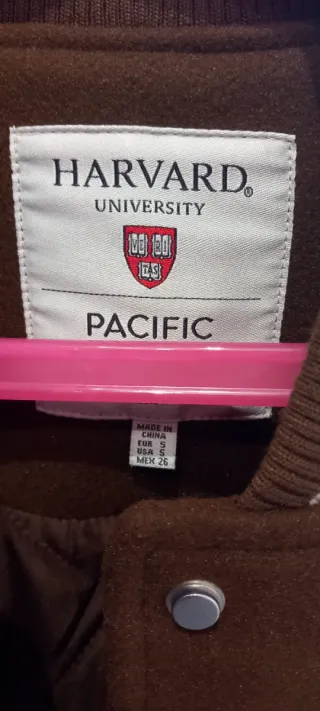 HARVARD®
UNIVERSITY
VE RI
TAS
PACIFIC
MADE IN
CHINA
EUR S
USA S
MEX 26